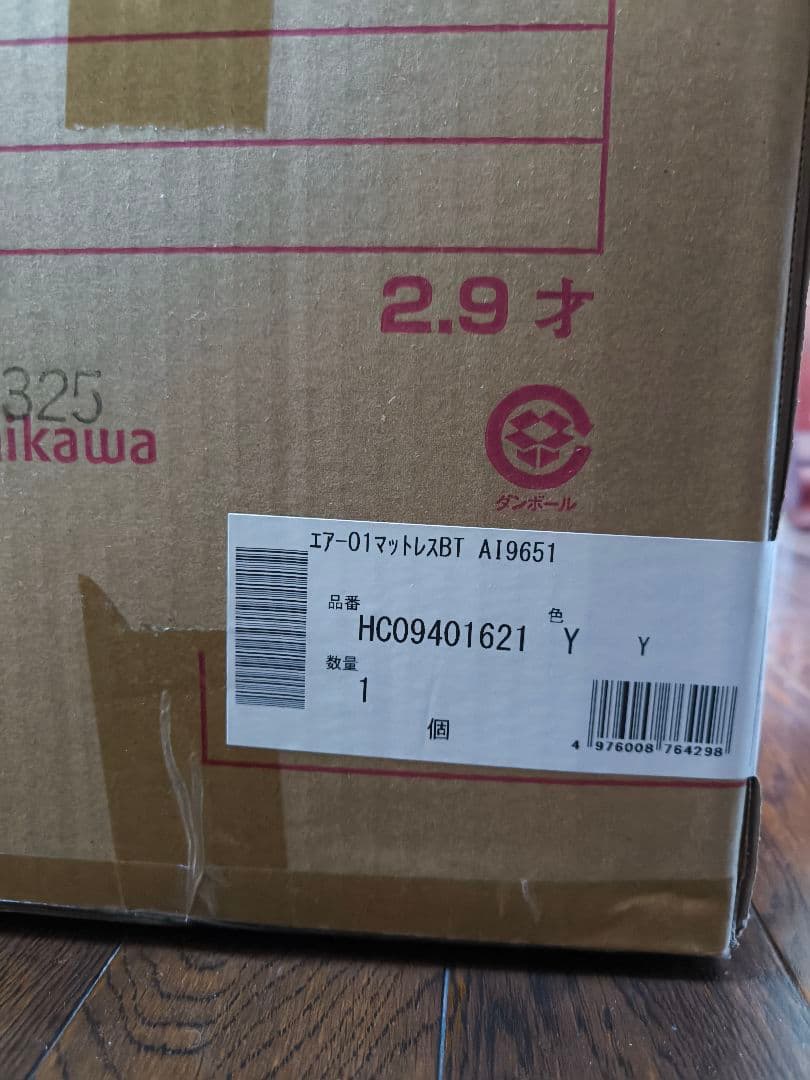 2.9 才
325
ikawa
ダンボール
ｴｱｰ01ﾏｯﾄﾚｽBT AI9651
品番
HC09401621
色
Y Y
数量
1
個
4 976008 764298